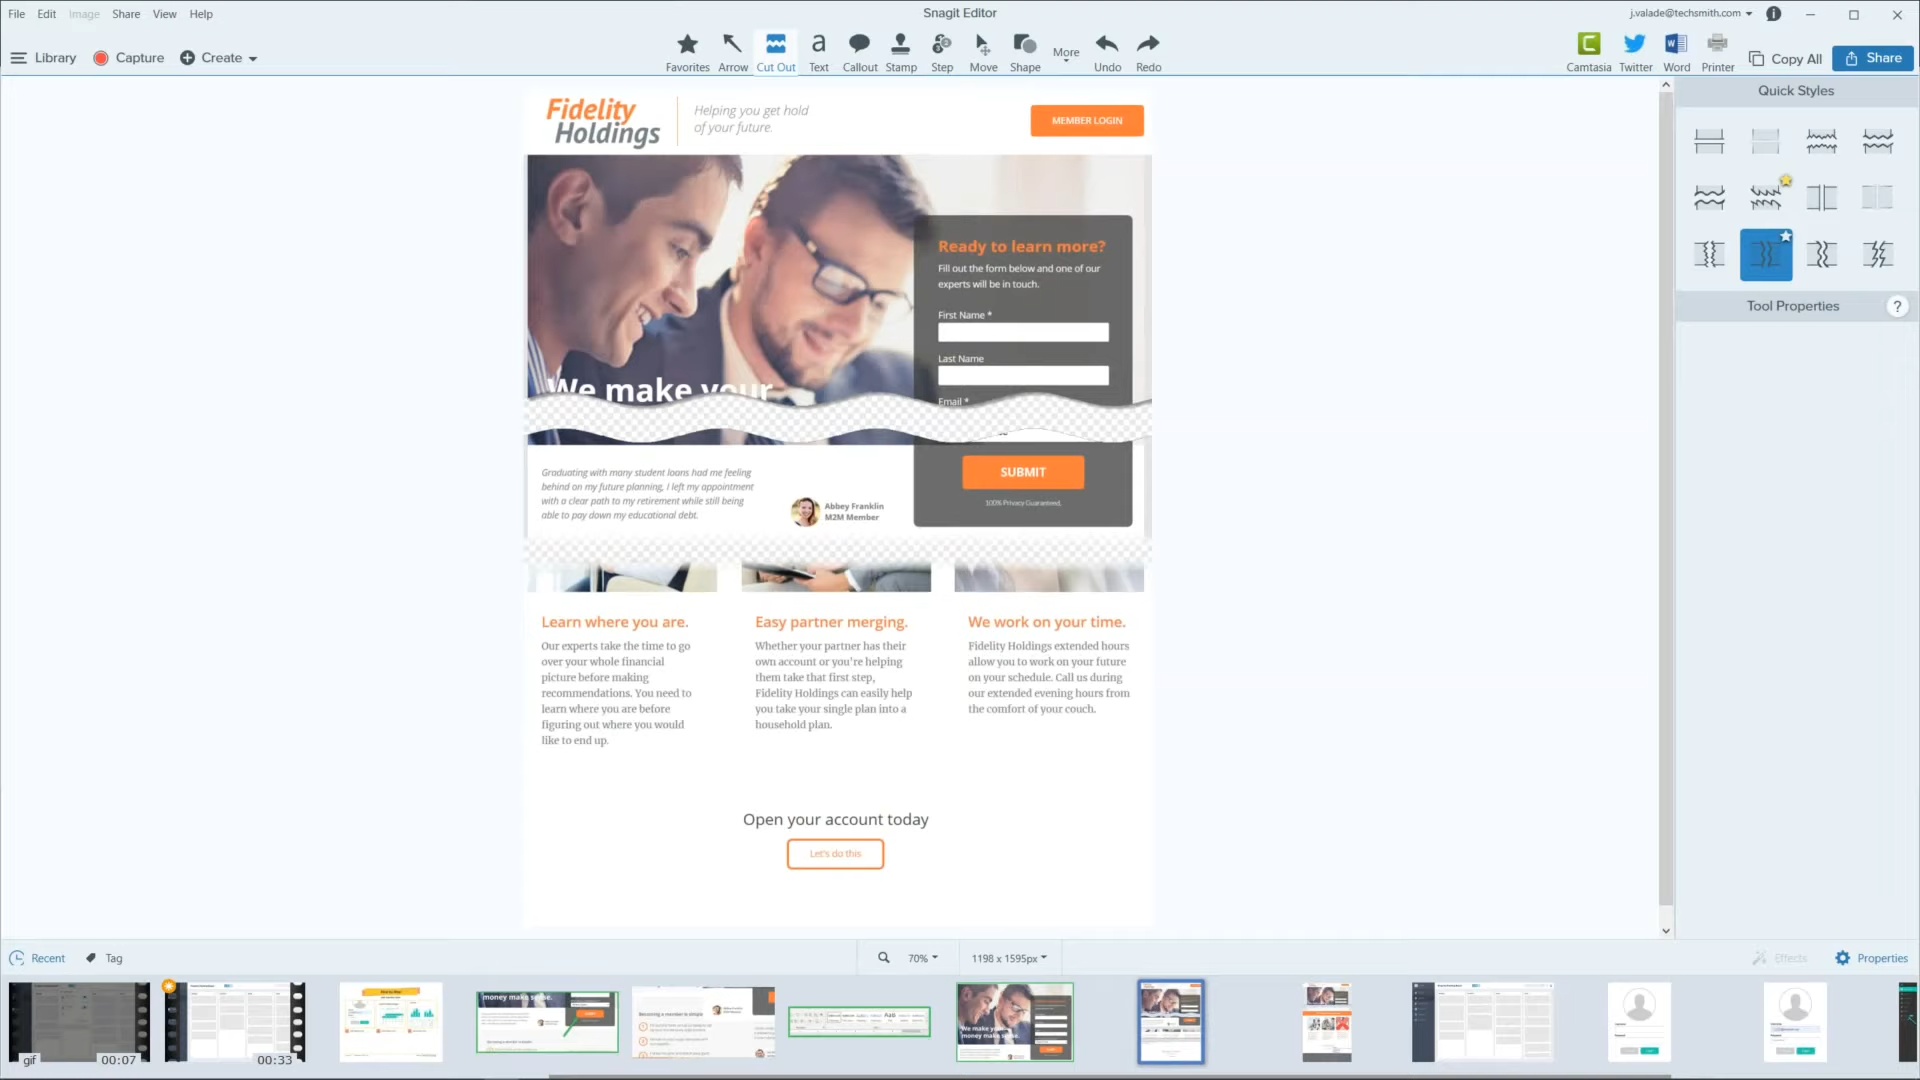 File Edit Image Share View Help
Snagit Editor
j.valade@techsmith.com
Library Capture Create
Favorites Arrow Cut Out Text Callout Stamp Step Move Shape More Undo Redo
Camtasia Twitter Word Printer Copy All Share
Quick Styles
Tool Properties ?
Fidelity
Holdings
Helping you get hold
of your future.
MEMBER LOGIN
We make your
Ready to learn more?
Fill out the form below and one of our
experts will be in touch.
First Name *
Last Name
Email *
SUBMIT
100% Privacy Guaranteed.
Graduating with many student loans had me feeling
behind on my future planning, I left my appointment
with a clear path to my retirement while still being
able to pay down my educational debt.
Abbey Franklin
M2M Member
Learn where you are.
Our experts take the time to go
over your whole financial
picture before making
recommendations. You need to
learn where you are before
figuring out where you would
like to end up.
Easy partner merging.
Whether your partner has their
own account or you're helping
them take that first step,
Fidelity Holdings can easily help
you take your single plan into a
household plan.
We work on your time.
Fidelity Holdings extended hours
allow you to work on your future
on your schedule. Call us during
our extended evening hours from
the comfort of your couch.
Open your account today
Let's do this
Recent Tag
70% 1198 x 1595px
Effects Properties
gif 00:07
00:33
money make sense.
We make your
money make sense.